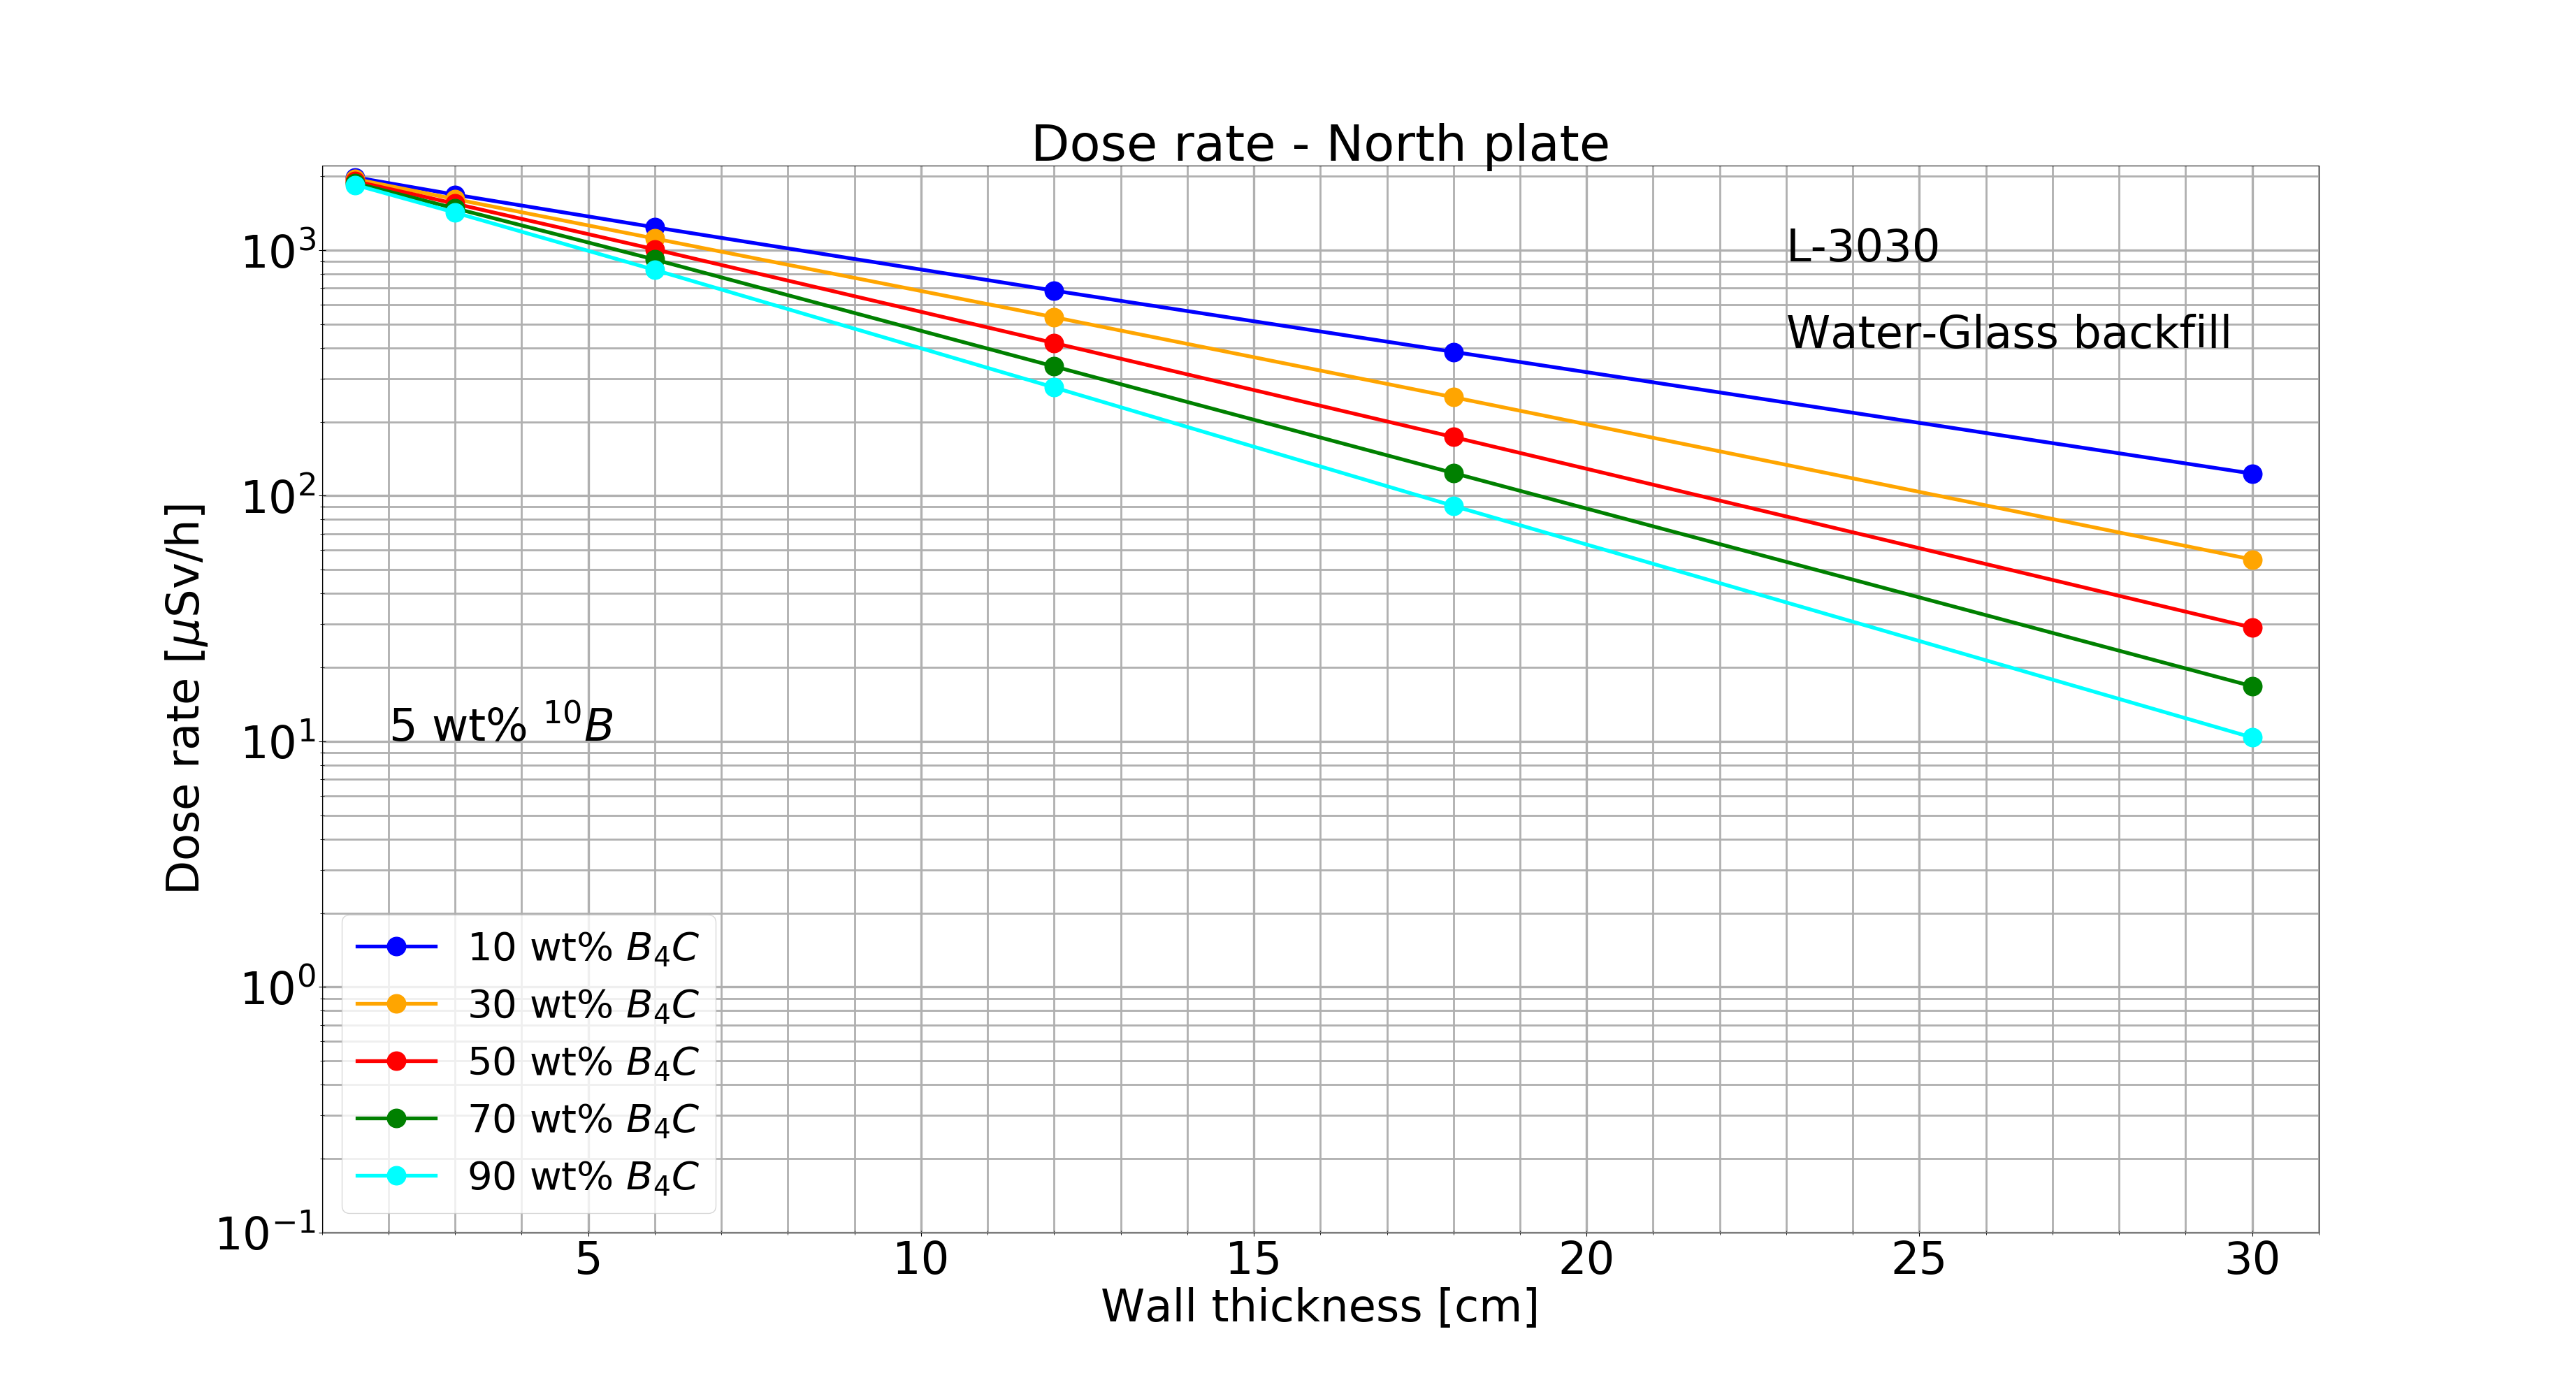 Dose rate - North plate
L-3030
Water-Glass backfill
5 wt% ¹⁰B
Dose rate [μSv/h]
10³
10²
10¹
10⁰
10⁻¹
10 wt% B₄C
30 wt% B₄C
50 wt% B₄C
70 wt% B₄C
90 wt% B₄C
5 10 15 20 25 30
Wall thickness [cm]